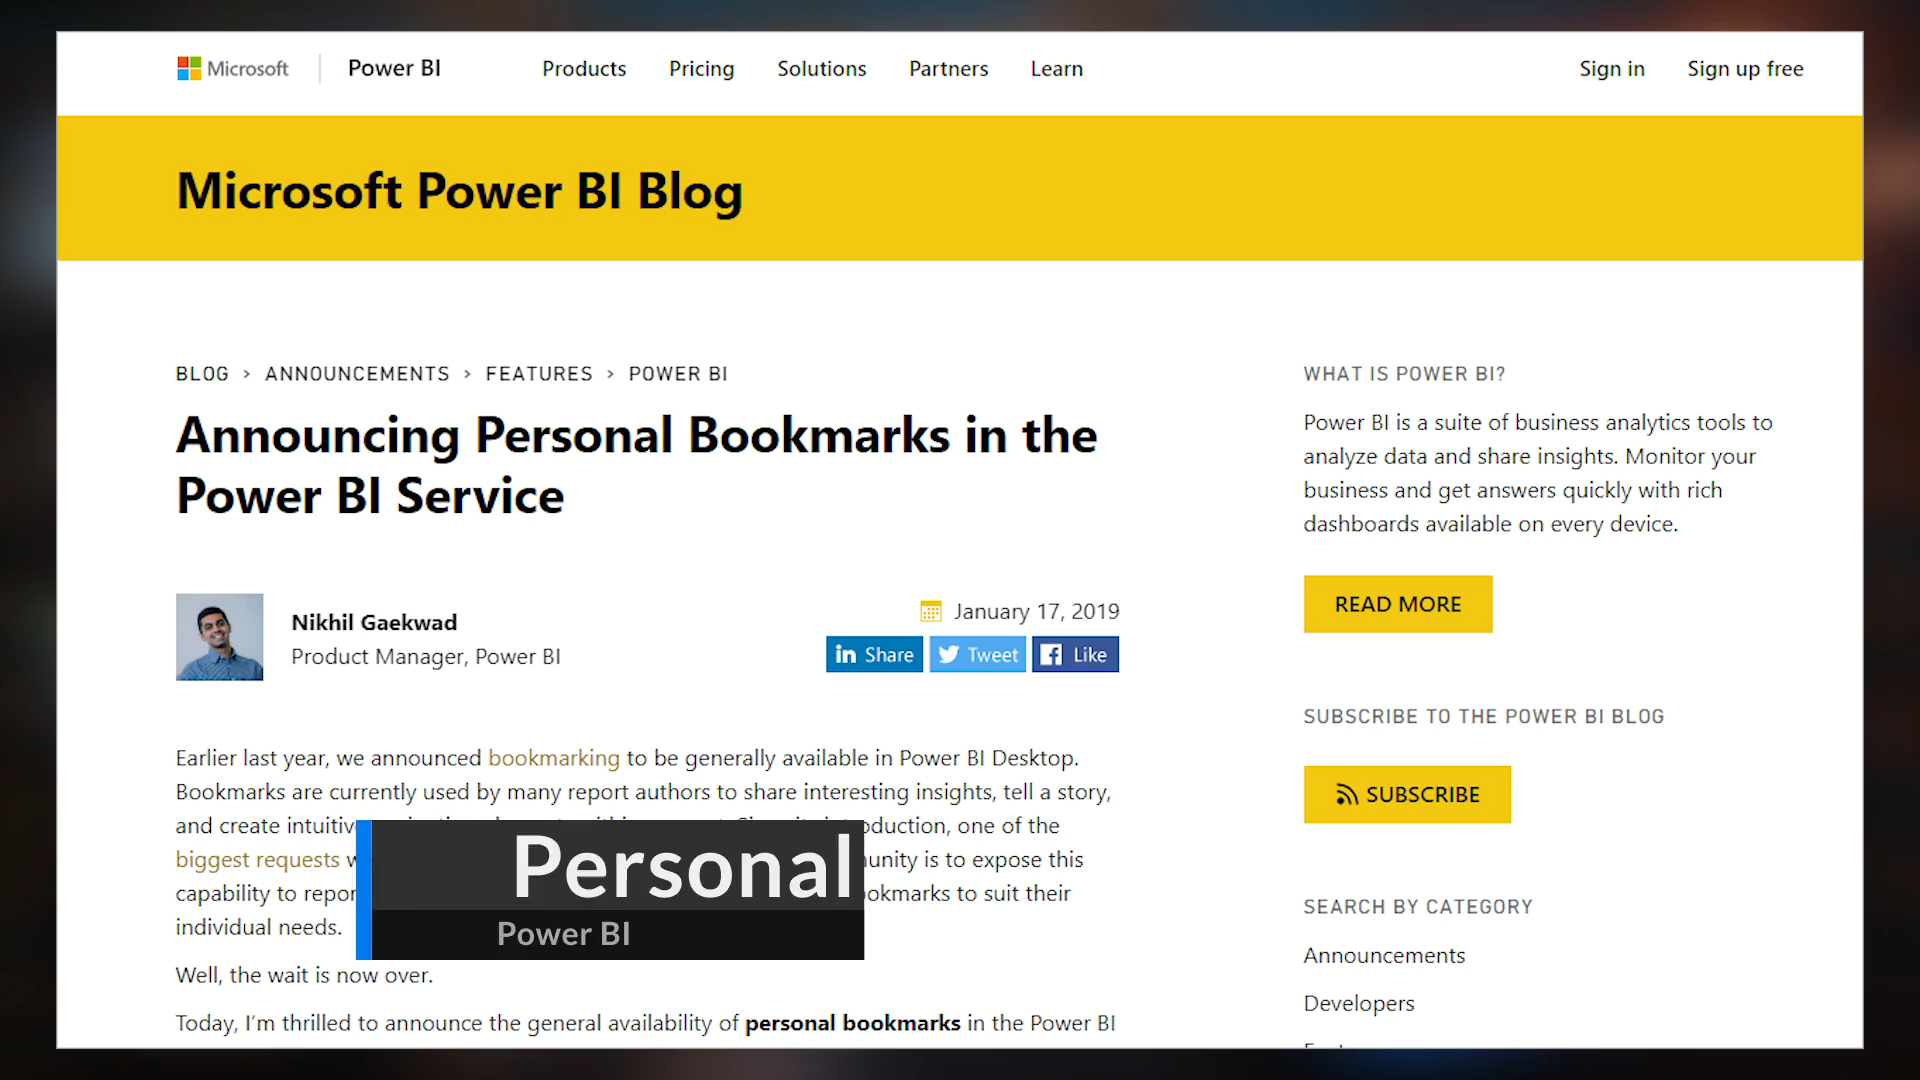 Microsoft Power BI Products Pricing Solutions Partners Learn Sign in Sign up free
Microsoft Power BI Blog
BLOG > ANNOUNCEMENTS > FEATURES > POWER BI
Announcing Personal Bookmarks in the
Power BI Service
Nikhil Gaekwad
Product Manager, Power BI
January 17, 2019
in Share Tweet Like
Earlier last year, we announced bookmarking to be generally available in Power BI Desktop.
Bookmarks are currently used by many report authors to share interesting insights, tell a story,
and create intuitiv oduction, one of the
biggest requests w unity is to expose this
capability to repor okmarks to suit their
individual needs.
Personal
Power BI
Well, the wait is now over.
Today, I'm thrilled to announce the general availability of personal bookmarks in the Power BI
WHAT IS POWER BI?
Power BI is a suite of business analytics tools to
analyze data and share insights. Monitor your
business and get answers quickly with rich
dashboards available on every device.
READ MORE
SUBSCRIBE TO THE POWER BI BLOG
SUBSCRIBE
SEARCH BY CATEGORY
Announcements
Developers